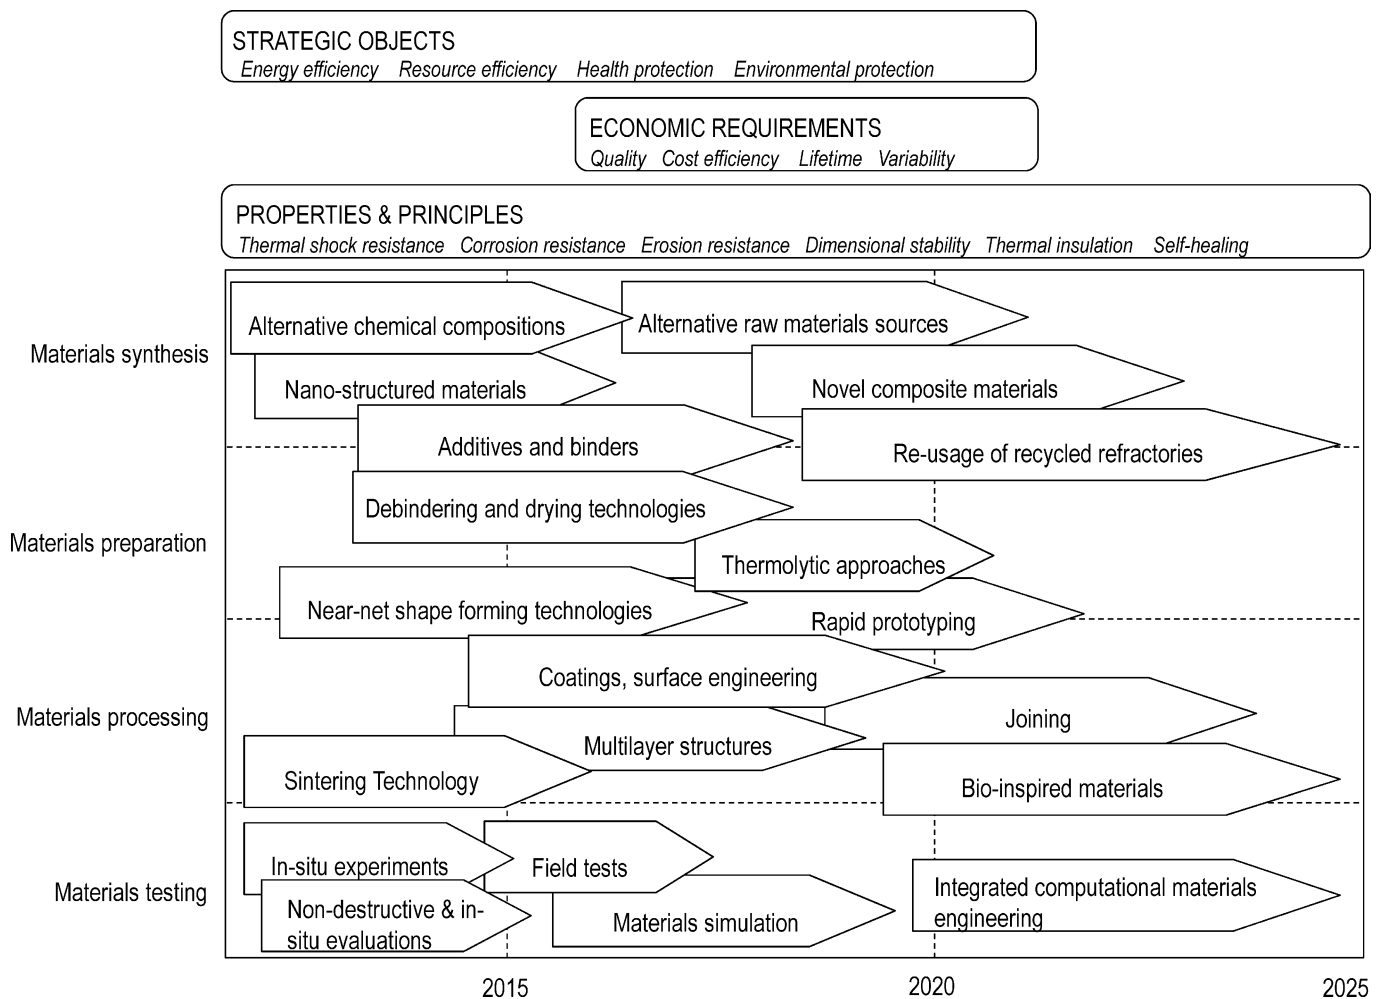 STRATEGIC OBJECTS
Energy efficiency Resource efficiency Health protection Environmental protection
ECONOMIC REQUIREMENTS
Quality Cost efficiency Lifetime Variability
PROPERTIES & PRINCIPLES
Thermal shock resistance Corrosion resistance Erosion resistance Dimensional stability Thermal insulation Self-healing
Materials synthesis
Alternative chemical compositions
Alternative raw materials sources
Nano-structured materials
Novel composite materials
Additives and binders
Re-usage of recycled refractories
Materials preparation
Debindering and drying technologies
Thermolytic approaches
Near-net shape forming technologies
Rapid prototyping
Materials processing
Coatings, surface engineering
Joining
Multilayer structures
Sintering Technology
Bio-inspired materials
Materials testing
In-situ experiments
Field tests
Non-destructive & in-
situ evaluations
Materials simulation
Integrated computational materials
engineering
2015
2020
2025